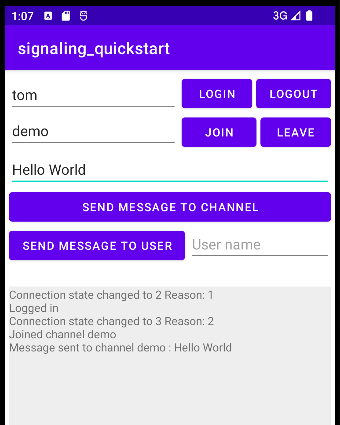 1:07 A 3G
signaling_quickstart
tom LOGIN LOGOUT
demo JOIN LEAVE
Hello World
SEND MESSAGE TO CHANNEL
SEND MESSAGE TO USER User name
Connection state changed to 2 Reason: 1
Logged in
Connection state changed to 3 Reason: 2
Joined channel demo
Message sent to channel demo : Hello World